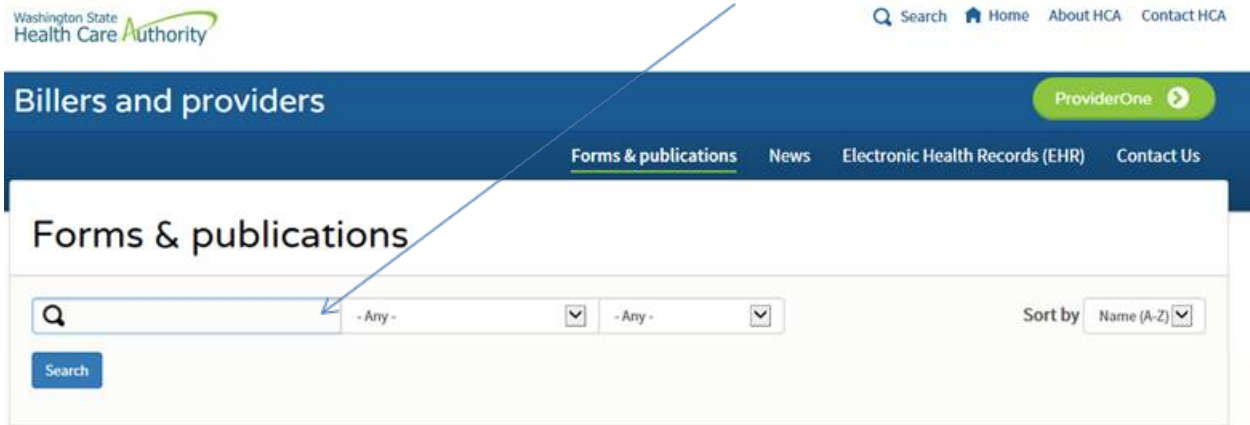 Washington State
Health Care Authority
Search Home About HCA Contact HCA
Billers and providers
ProviderOne
Forms & publications News Electronic Health Records (EHR) Contact Us
Forms & publications
- Any - - Any - Sort by Name (A-Z)
Search